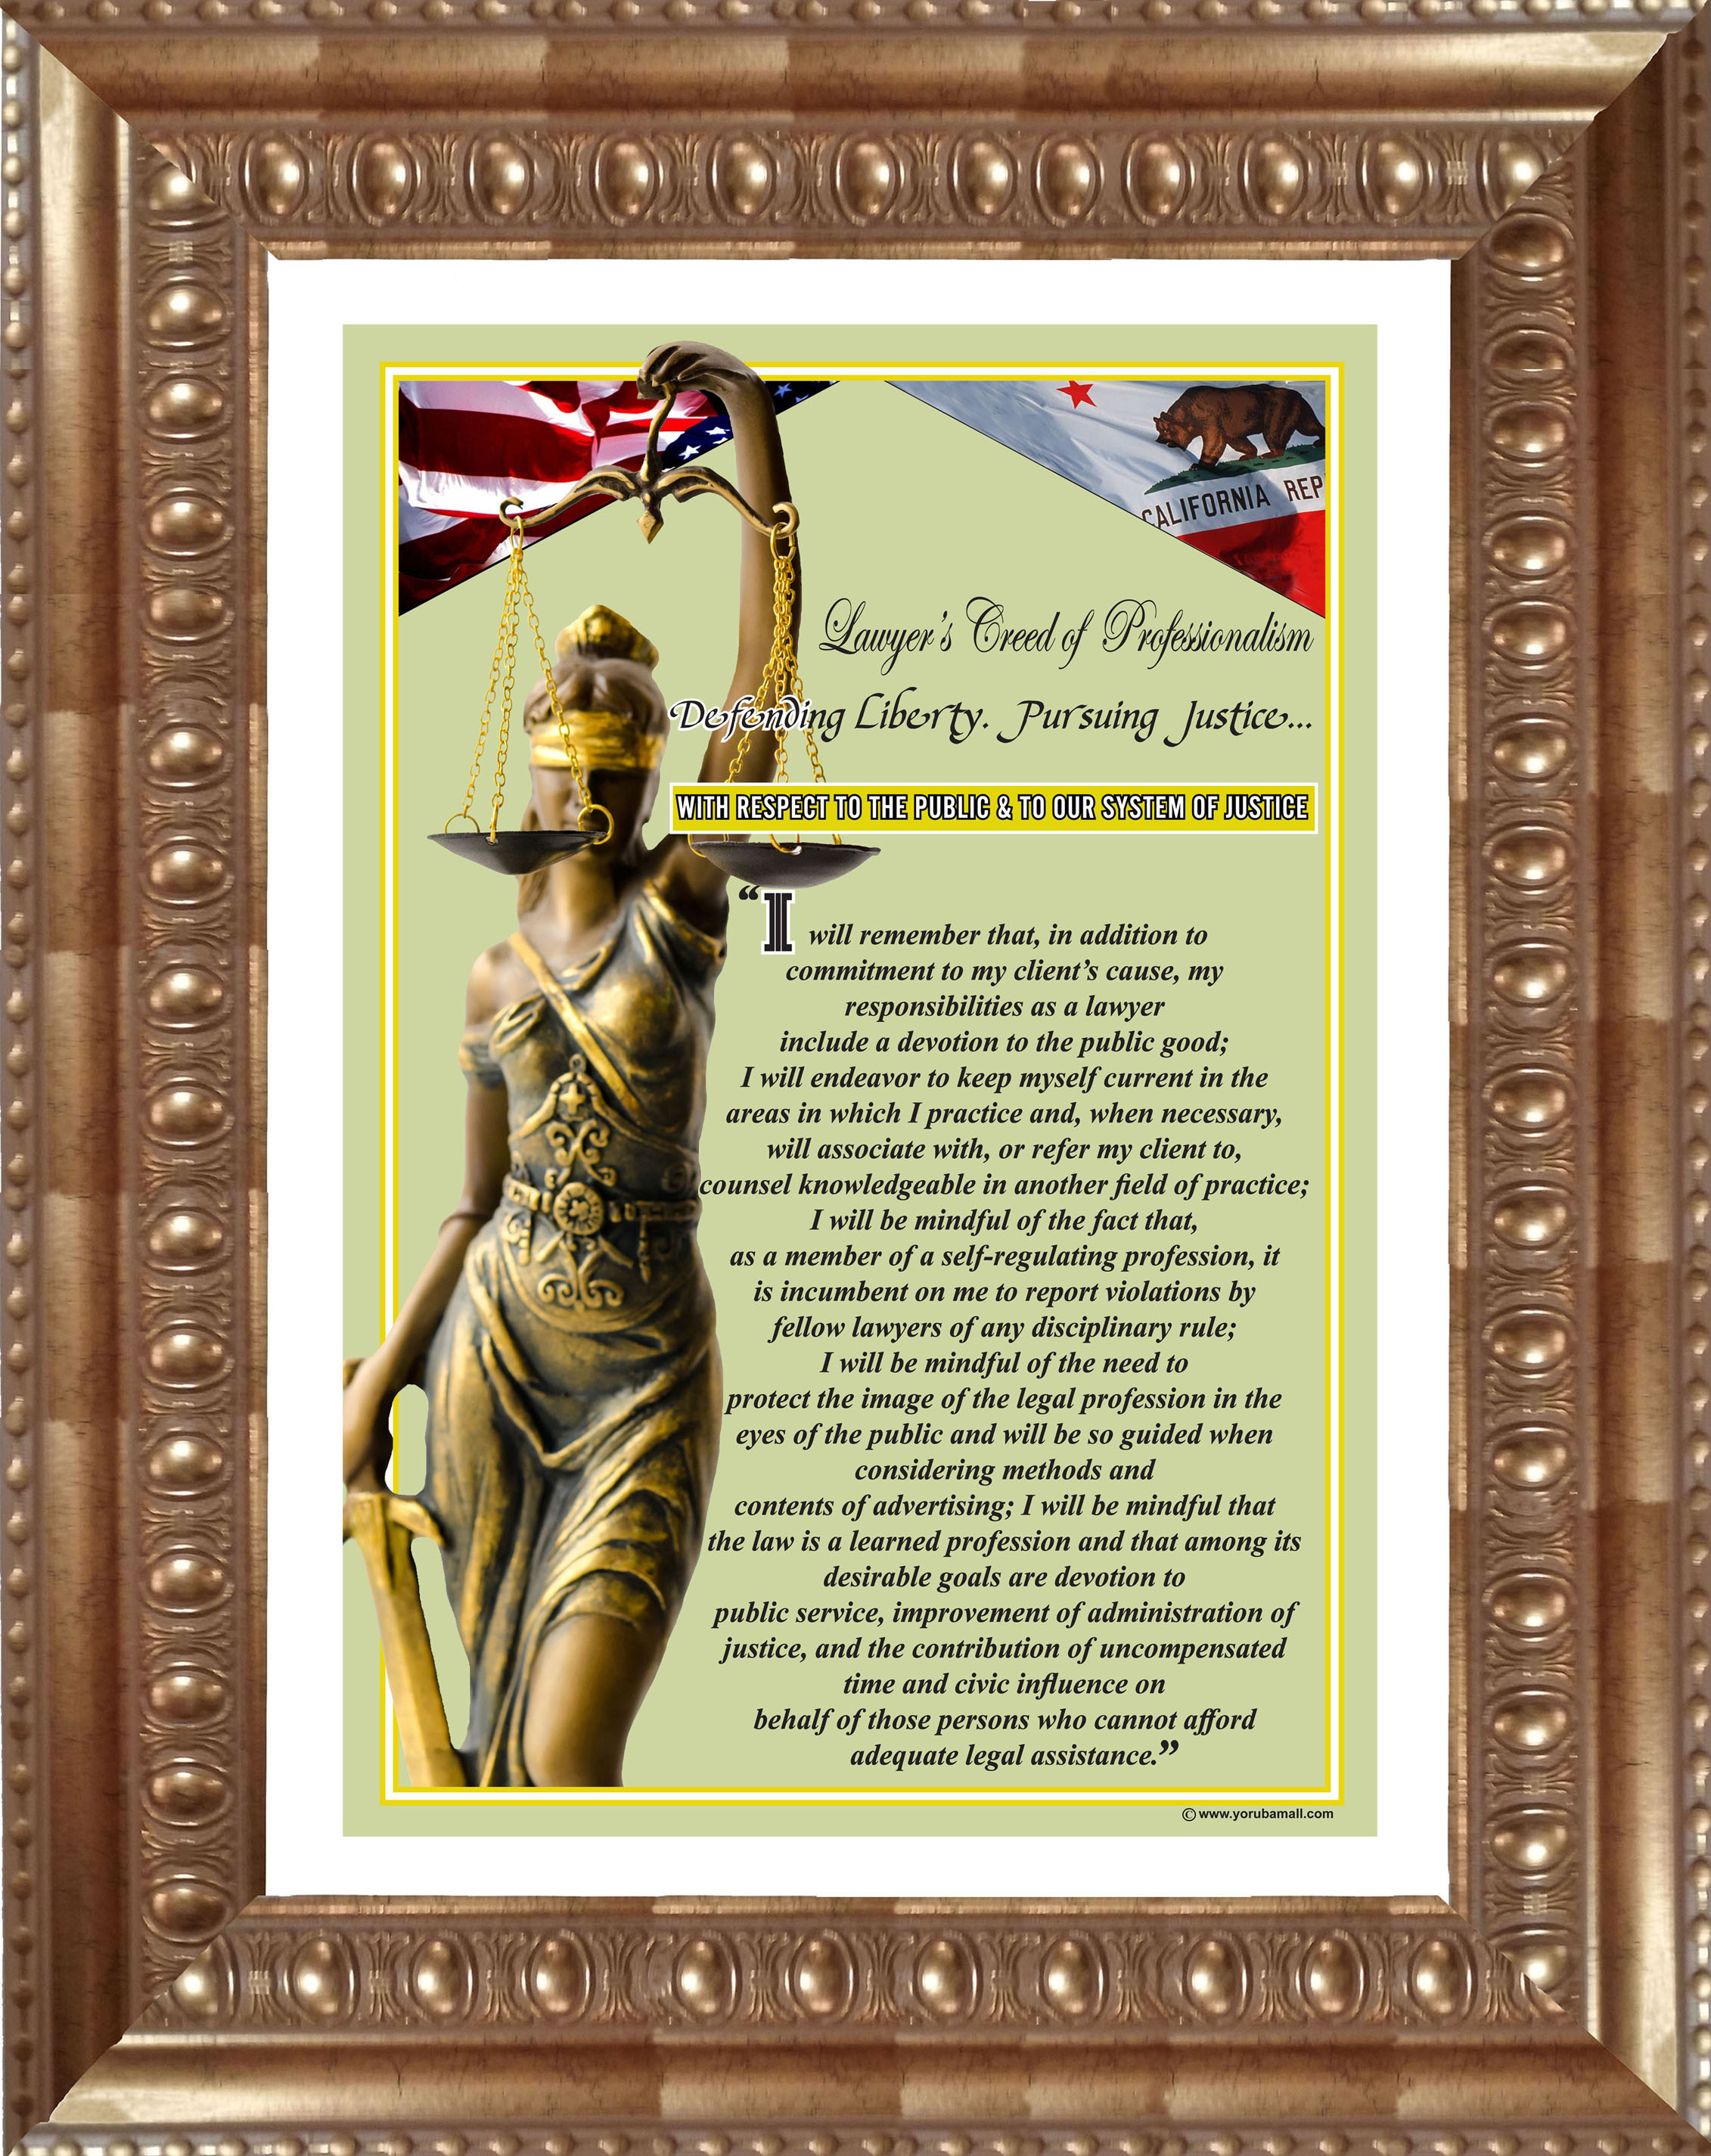 CALIFORNIA REP
Lawyer's Creed of Professionalism
Defending Liberty. Pursuing Justice...
WITH RESPECT TO THE PUBLIC & TO OUR SYSTEM OF JUSTICE
“I will remember that, in addition to
commitment to my client’s cause, my
responsibilities as a lawyer
include a devotion to the public good;
I will endeavor to keep myself current in the
areas in which I practice and, when necessary,
will associate with, or refer my client to,
counsel knowledgeable in another field of practice;
I will be mindful of the fact that,
as a member of a self-regulating profession, it
is incumbent on me to report violations by
fellow lawyers of any disciplinary rule;
I will be mindful of the need to
protect the image of the legal profession in the
eyes of the public and will be so guided when
considering methods and
contents of advertising; I will be mindful that
the law is a learned profession and that among its
desirable goals are devotion to
public service, improvement of administration of
justice, and the contribution of uncompensated
time and civic influence on
behalf of those persons who cannot afford
adequate legal assistance.”
© www.yorubamall.com